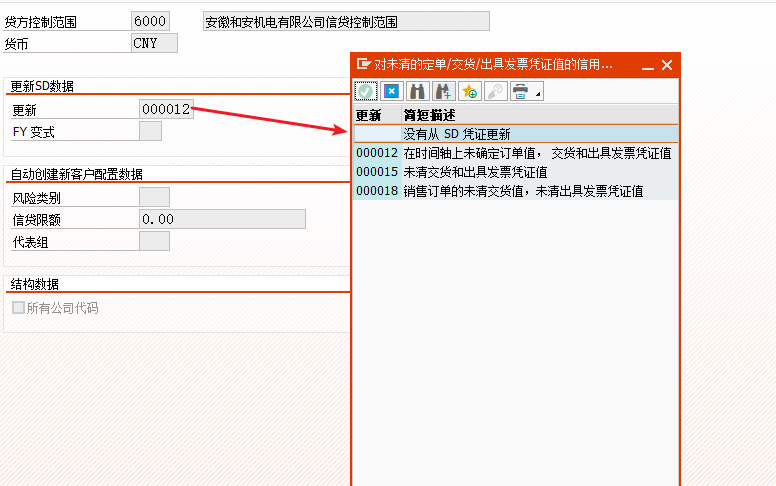 贷方控制范围 6000 安徽和安机电有限公司信贷控制范围
货币 CNY
更新SD数据
更新 000012
FY 变式
自动创建新客户配置数据
风险类别
信贷限额 0.00
代表组
结构数据
所有公司代码
对未清的定单/交货/出具发票凭证值的信用...
更新 简短描述
没有从 SD 凭证更新
000012 在时间轴上未确定订单值， 交货和出具发票凭证值
000015 未清交货和出具发票凭证值
000018 销售订单的未清交货值，未清出具发票凭证值